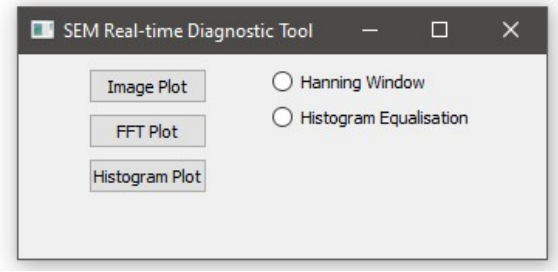 SEM Real-time Diagnostic Tool
Image Plot
FFT Plot
Histogram Plot
Hanning Window
Histogram Equalisation